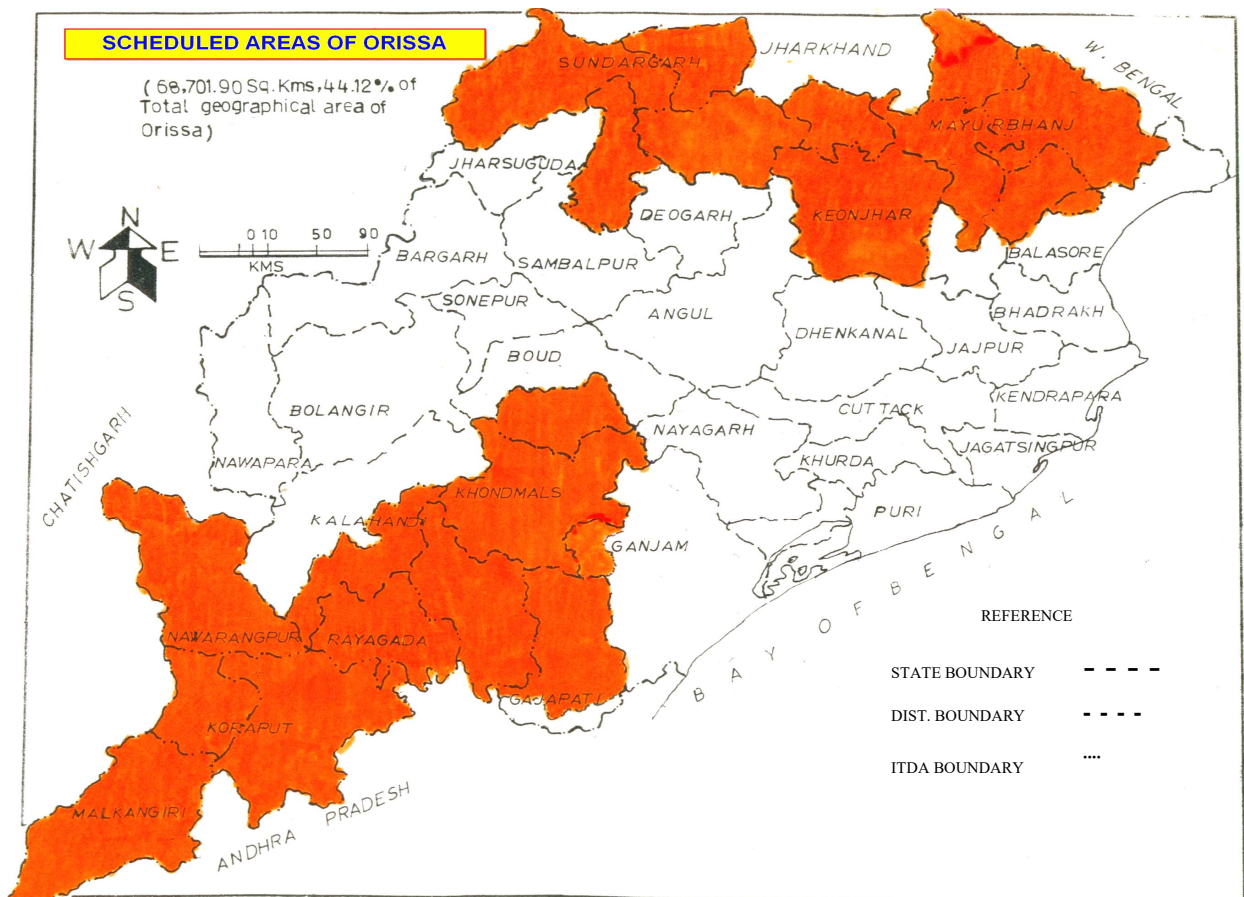 SCHEDULED AREAS OF ORISSA
(68,701.90 Sq.Kms,44.12% of
Total geographical area of
Orissa)
N
W E
S
0 10 50 90
KMS
JHARKHAND
W. BENGAL
SUNDARGARH
MAYURBHANJ
JHARSUGUDA
DEOGARH
KEONJHAR
BARGARH
SAMBALPUR
BALASORE
SONEPUR
ANGUL
BHADRAKH
DHENKANAL
JAJPUR
BOUD
BOLANGIR
CUTTACK
KENDRAPARA
NAYAGARH
JAGATSINGPUR
NAWAPARA
KHURDA
CHATISHGARH
KHONDMALS
KALAHANDI
PURI
GANJAM
BAY OF BENGAL
NAWARANGPUR
RAYAGADA
GAJAPATI
KORAPUT
MALKANGIRI
ANDHRA PRADESH
REFERENCE
STATE BOUNDARY
DIST. BOUNDARY
ITDA BOUNDARY